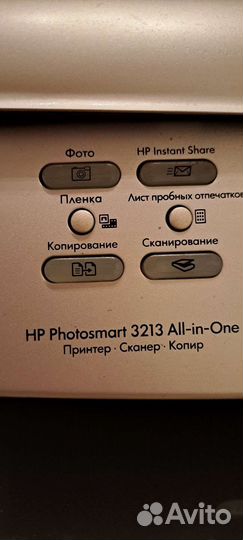 Фото
HP Instant Share
Пленка
Лист пробных отпечатков
Копирование
Сканирование
HP Photosmart 3213 All-in-One
Принтер · Сканер · Копир
Avito